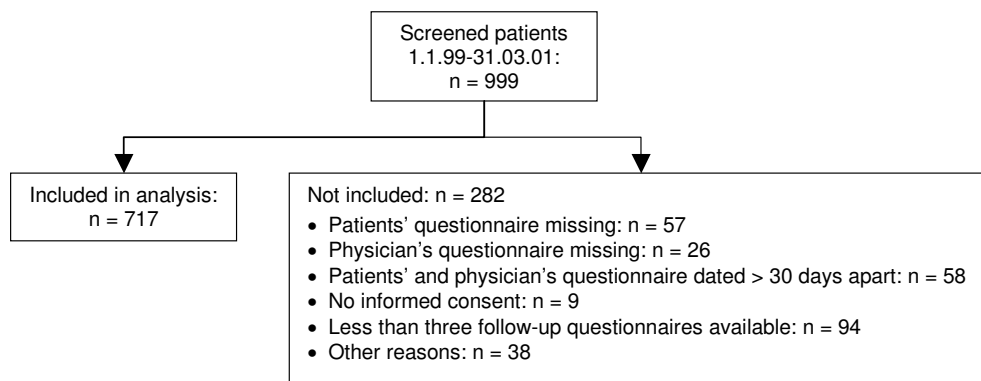 Screened patients
1.1.99-31.03.01:
n = 999
Included in analysis:
n = 717
Not included: n = 282
• Patients' questionnaire missing: n = 57
• Physician's questionnaire missing: n = 26
• Patients' and physician's questionnaire dated > 30 days apart: n = 58
• No informed consent: n = 9
• Less than three follow-up questionnaires available: n = 94
• Other reasons: n = 38